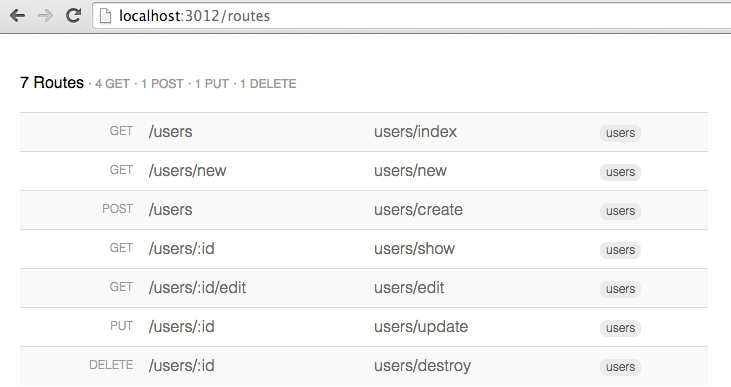 localhost:3012/routes
7 Routes · 4 GET · 1 POST · 1 PUT · 1 DELETE
GET /users users/index users
GET /users/new users/new users
POST /users users/create users
GET /users/:id users/show users
GET /users/:id/edit users/edit users
PUT /users/:id users/update users
DELETE /users/:id users/destroy users